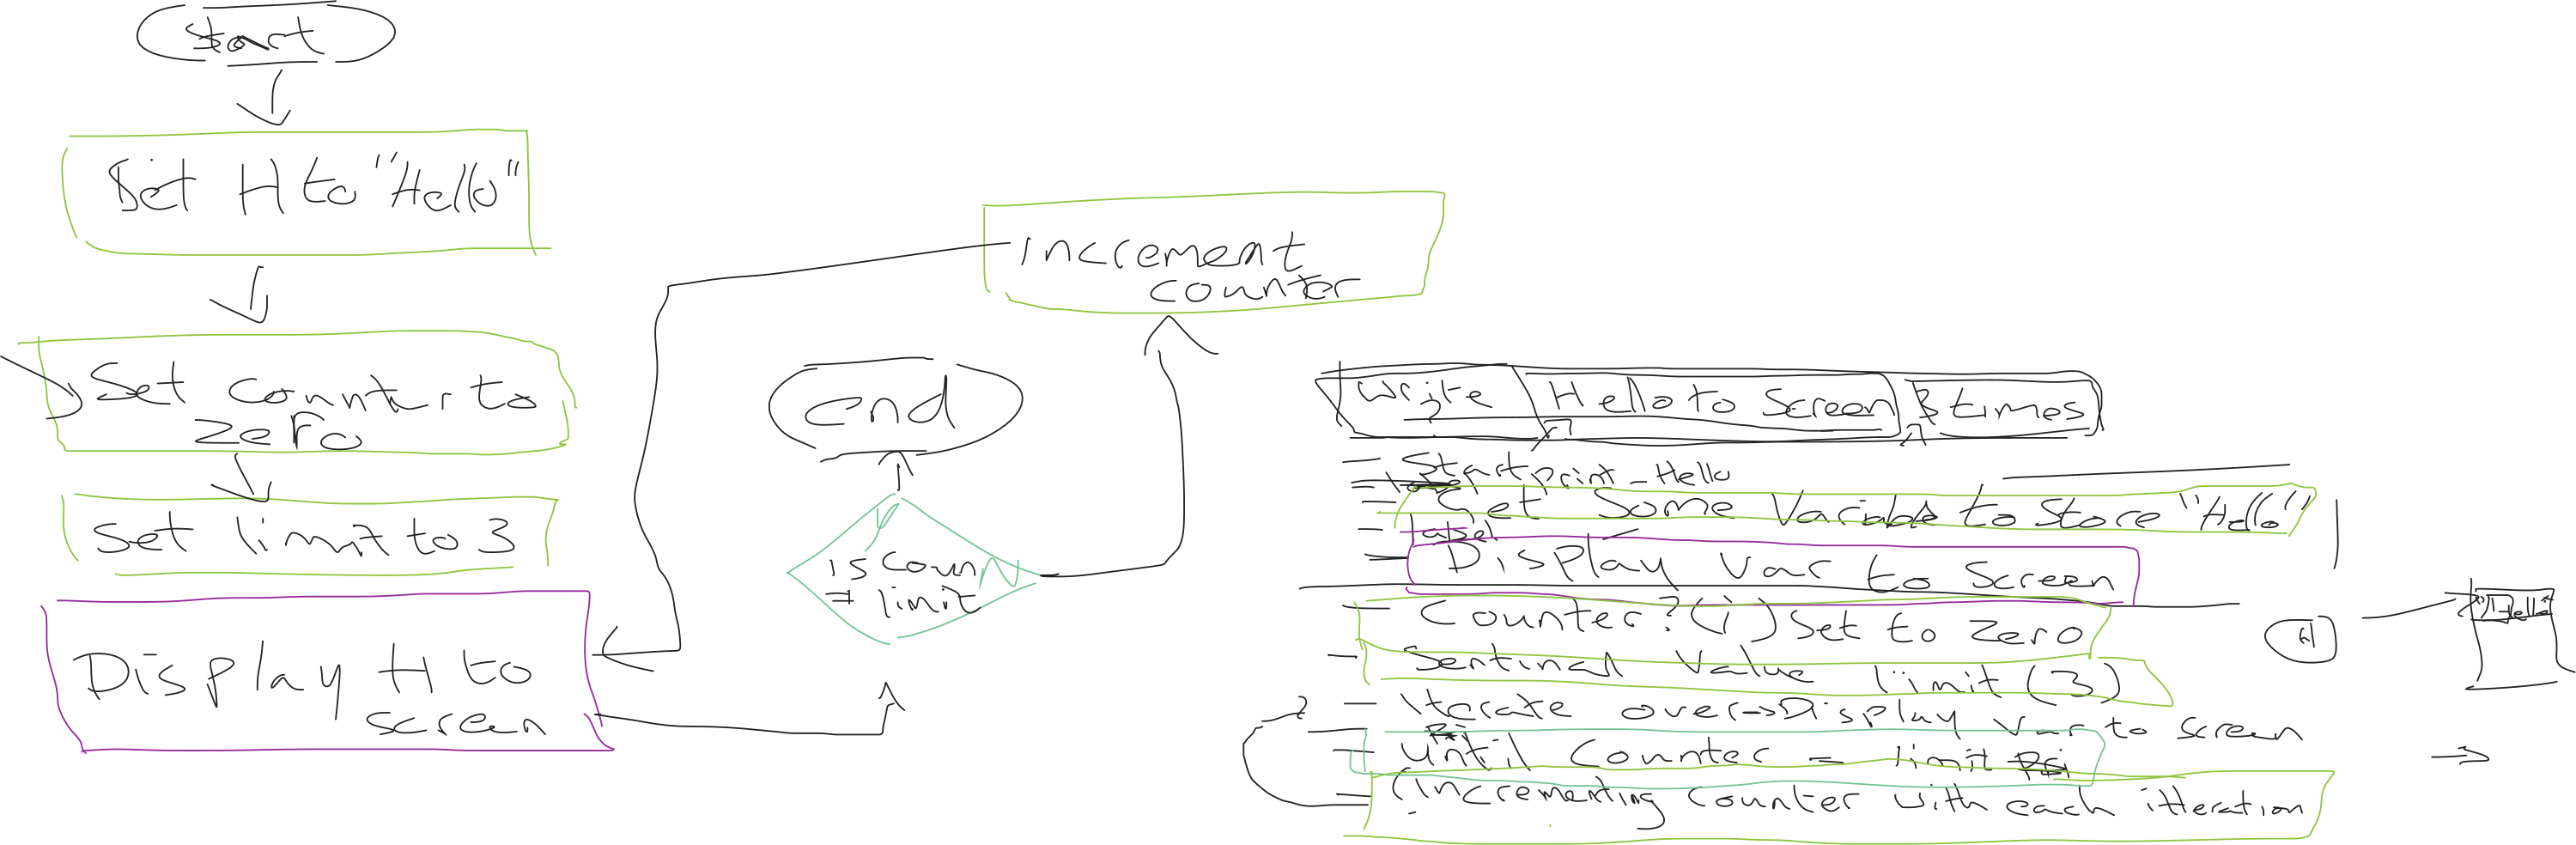 Start
Set H to "Hello"
Set counter to
zero
Set limit to 3
Display H to
screen
increment
counter
end
Y
is coun
= limit
N
Write Hello to Screen 3 times
Start print_Hello
Set Some Variable to Store "Hello"
label
Display Var to Screen
Counter? (i) Set to zero
Sentinal Value limit (3)
Iterate over → Display Var to screen
until Counter = limit
(incrementing counter with each itteration
H
"Hello"